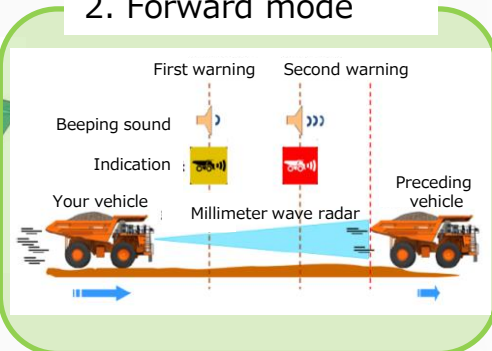 2. Forward mode
First warning Second warning
Beeping sound
Indication :
Preceding
vehicle
Your vehicle
Millimeter wave radar